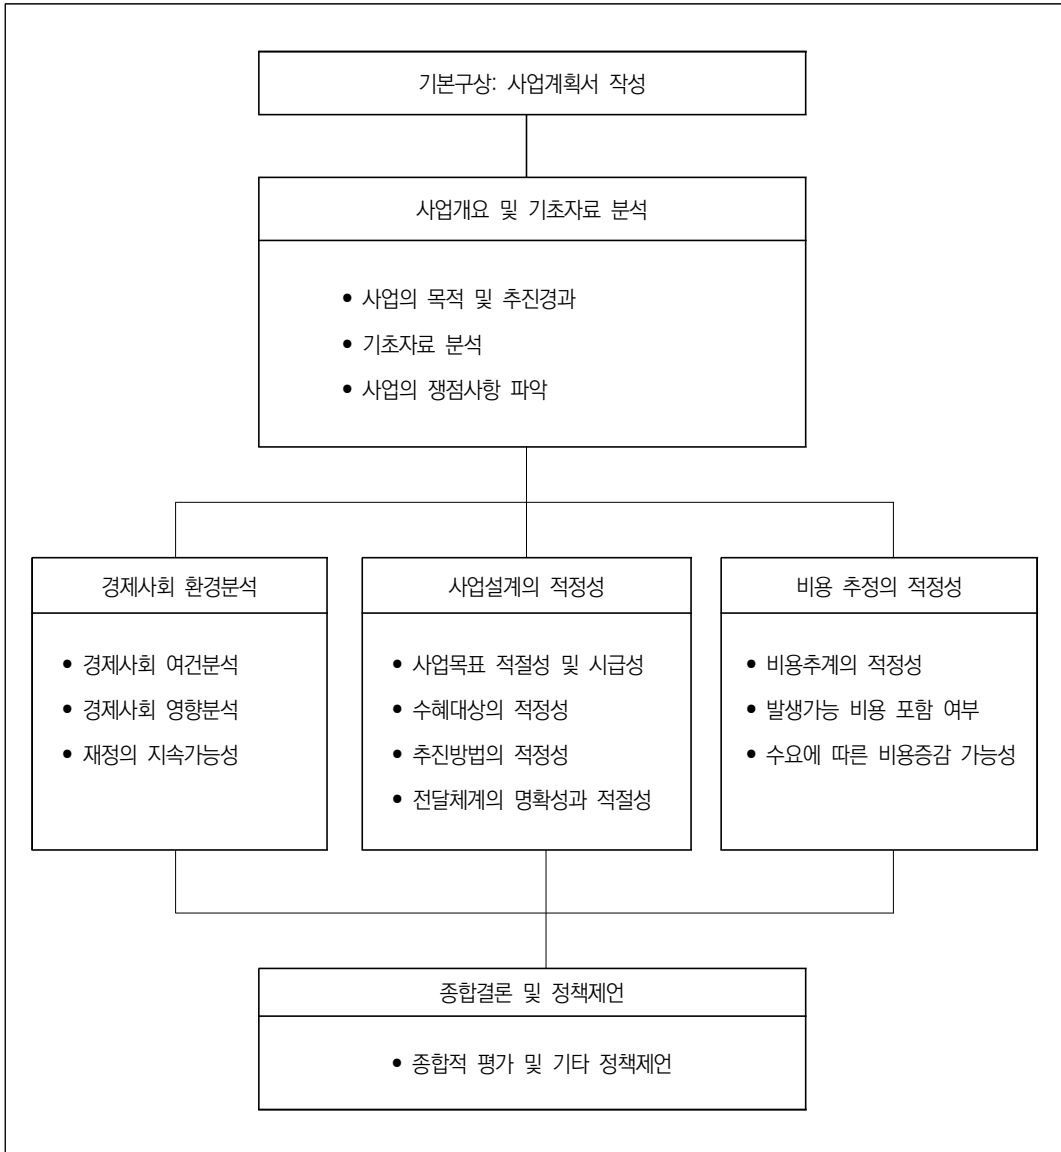 기본구상: 사업계획서 작성
사업개요 및 기초자료 분석
• 사업의 목적 및 추진경과
• 기초자료 분석
• 사업의 쟁점사항 파악
경제사회 환경분석
• 경제사회 여건분석
• 경제사회 영향분석
• 재정의 지속가능성
사업설계의 적정성
• 사업목표 적절성 및 시급성
• 수혜대상의 적정성
• 추진방법의 적정성
• 전달체계의 명확성과 적절성
비용 추정의 적정성
• 비용추계의 적정성
• 발생가능 비용 포함 여부
• 수요에 따른 비용증감 가능성
종합결론 및 정책제언
• 종합적 평가 및 기타 정책제언